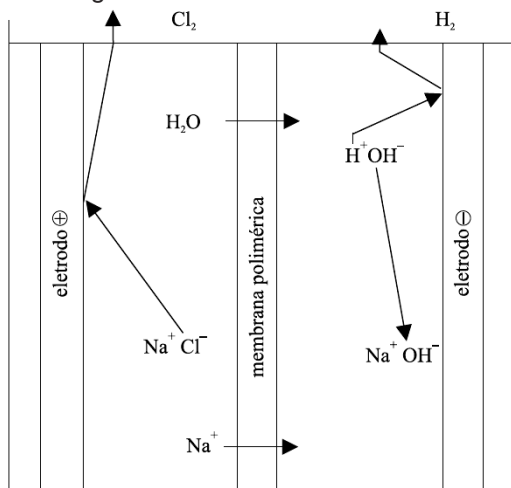 Cl₂
H₂
H₂O
H⁺OH⁻
eletrodo ⊕
membrana polimérica
eletrodo ⊖
Na⁺Cl⁻
Na⁺OH⁻
Na⁺